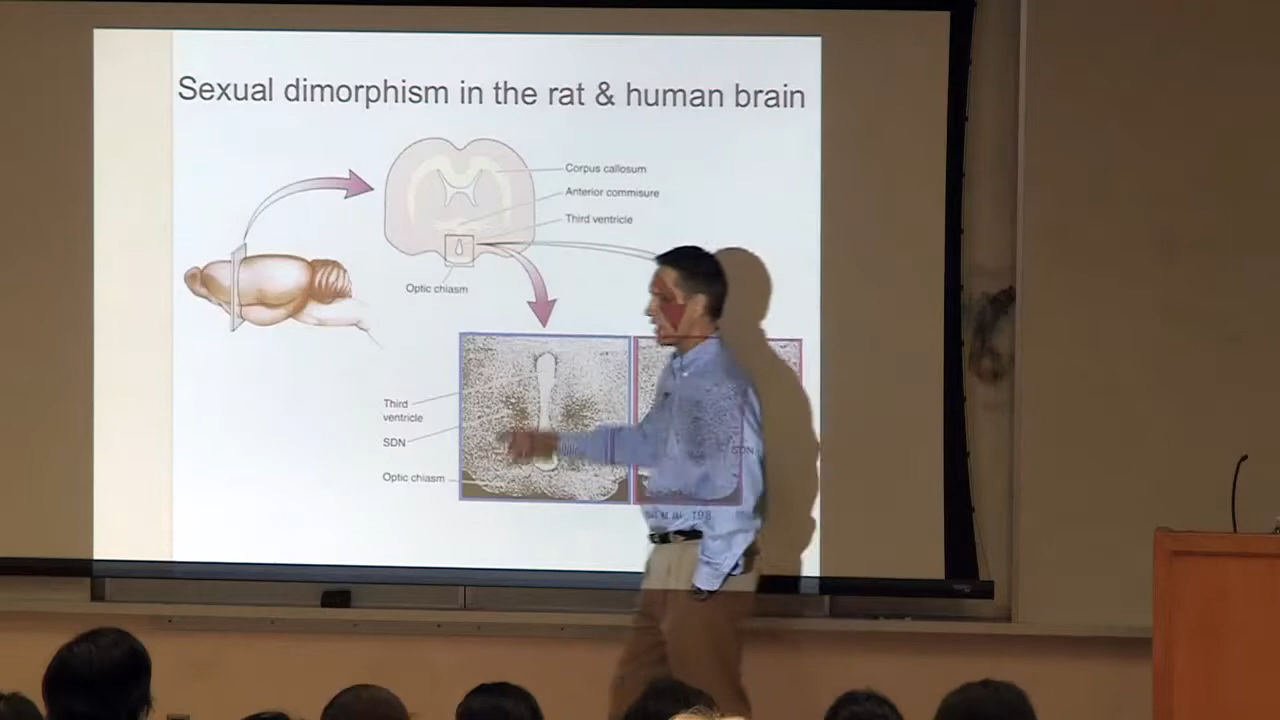 Sexual dimorphism in the rat & human brain
Corpus callosum
Anterior commisure
Third ventricle
Optic chiasm
Third
ventricle
SDN
Optic chiasm
SDN